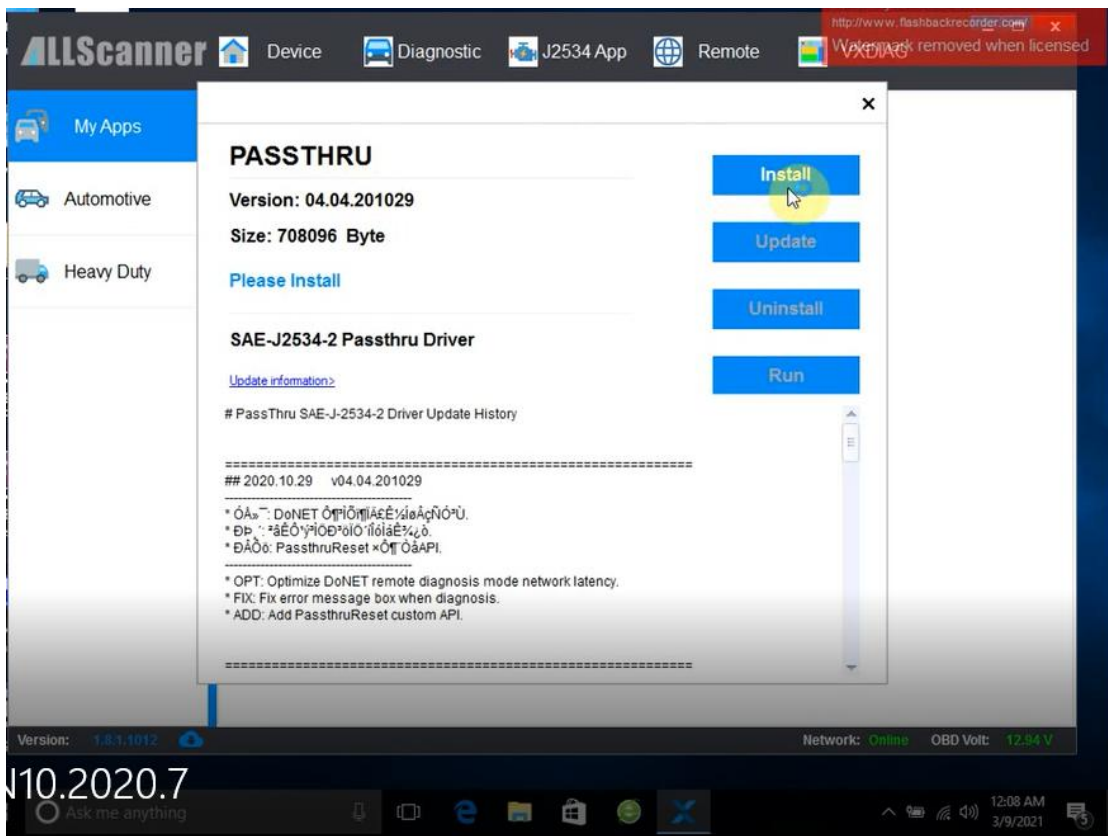 http://www.flashbackrecorder.com/
Watermark removed when licensed
ALLScanner
Device
Diagnostic
J2534 App
Remote
VXDIAG
My Apps
Automotive
Heavy Duty
PASSTHRU
Version: 04.04.201029
Size: 708096 Byte
Please Install
SAE-J2534-2 Passthru Driver
Update information>
Install
Update
Uninstall
Run
# PassThru SAE-J-2534-2 Driver Update History
==========================================================
## 2020.10.29 v04.04.201029
----------------------------------------
* DoNET
* PassthruReset
----------------------------------------
* OPT: Optimize DoNET remote diagnosis mode network latency.
* FIX: Fix error message box when diagnosis.
* ADD: Add PassthruReset custom API.
==========================================================
Version: 1.8.1.1012
Network: Online OBD Volt: 12.94 V
10.2020.7
Ask me anything
12:08 AM
3/9/2021
5